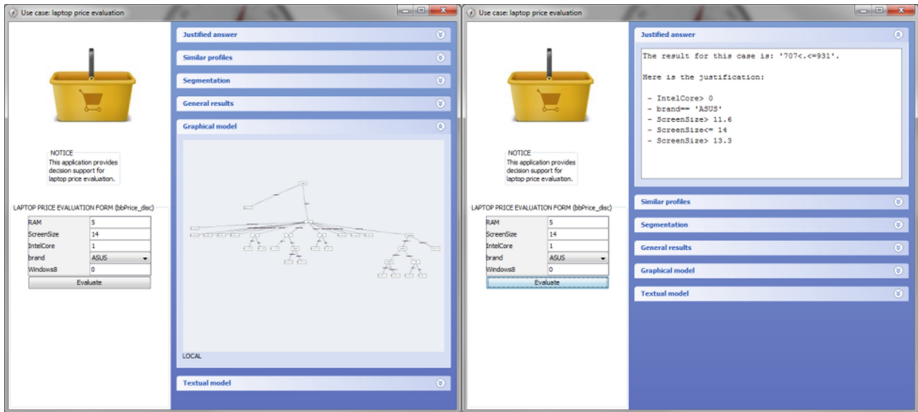 Use case: laptop price evaluation
NOTICE
This application provides
decision support for
laptop price evaluation.
LAPTOP PRICE EVALUATION FORM (bbPrice_disc)
RAM 5
ScreenSize 14
IntelCore 1
brand ASUS
Windows8 0
Evaluate
Justified answer
Similar profiles
Segmentation
General results
Graphical model
LOCAL
Textual model
Use case: laptop price evaluation
NOTICE
This application provides
decision support for
laptop price evaluation.
LAPTOP PRICE EVALUATION FORM (bbPrice_disc)
RAM 5
ScreenSize 14
IntelCore 1
brand ASUS
Windows8 0
Evaluate
Justified answer
The result for this case is: '707<.<=931'.
Here is the justification:
- IntelCore> 0
- brand== 'ASUS'
- ScreenSize> 11.6
- ScreenSize<= 14
- ScreenSize> 13.3
Similar profiles
Segmentation
General results
Graphical model
Textual model